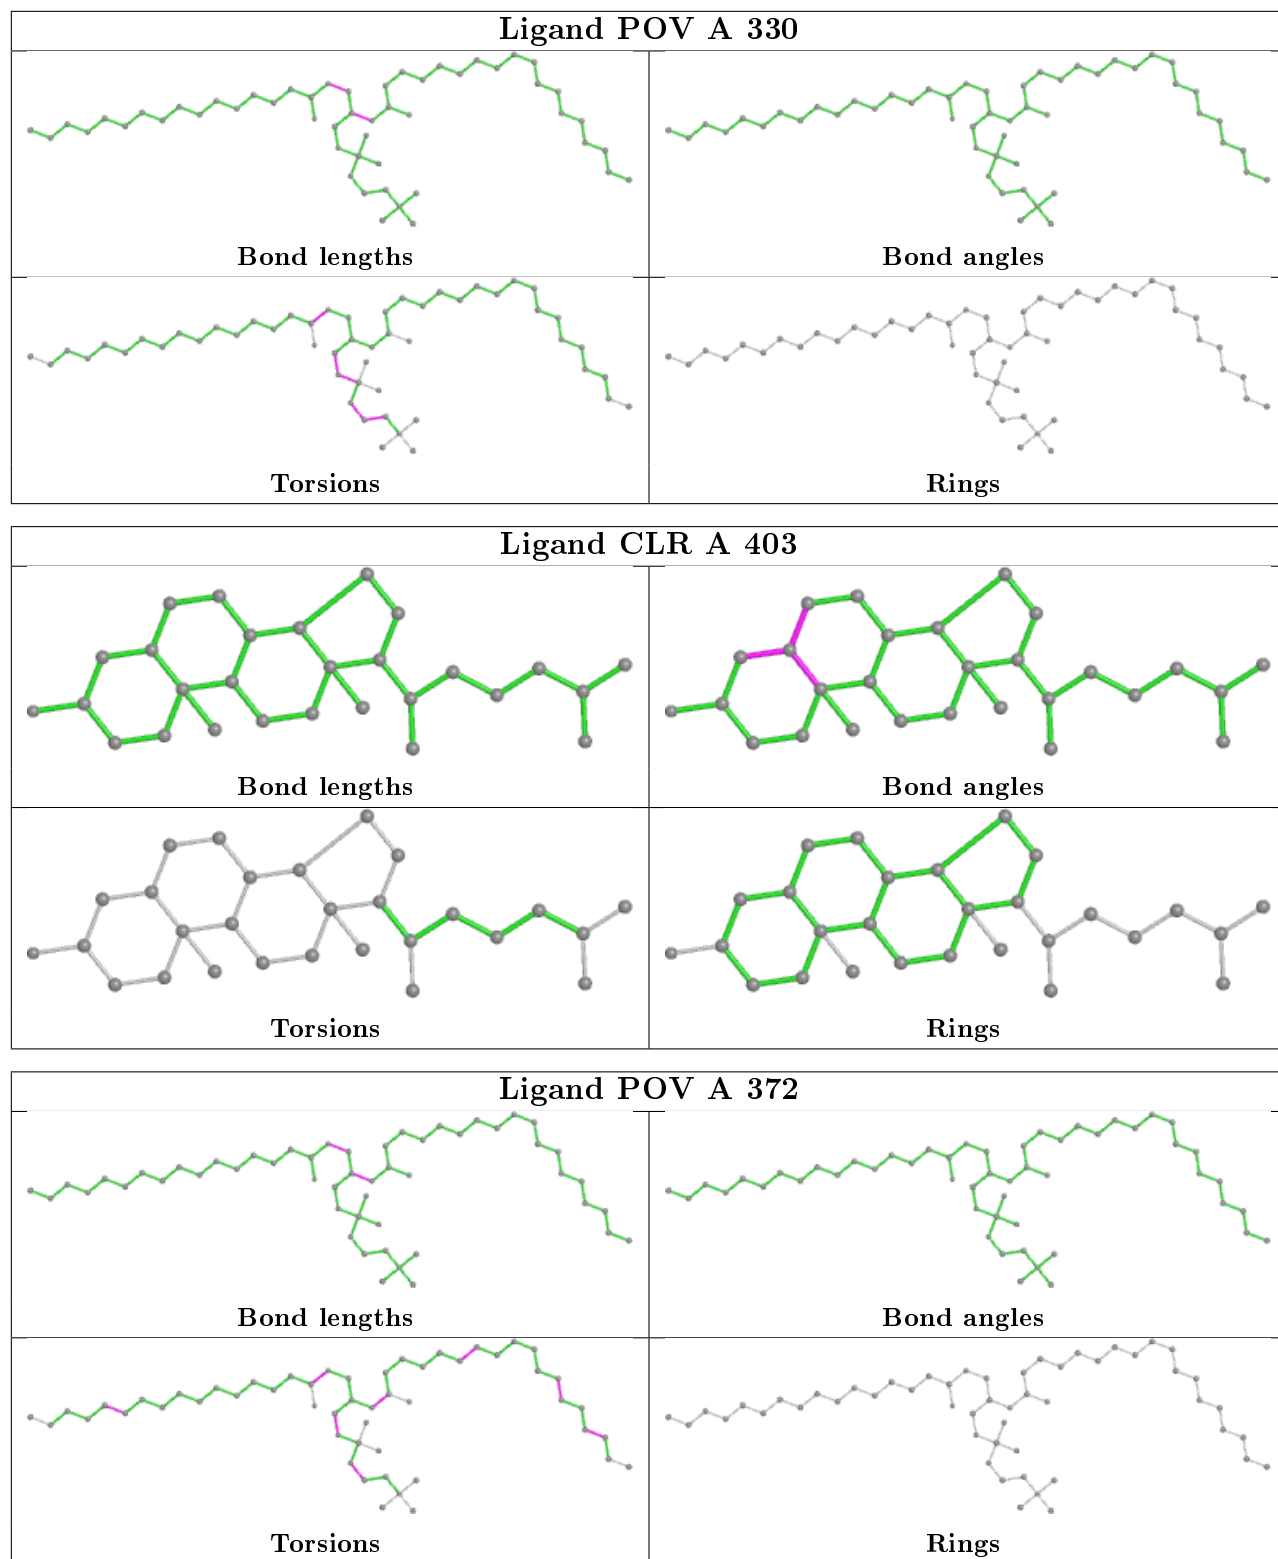 Ligand POV A 330
Bond lengths
Bond angles
Torsions
Rings
Ligand CLR A 403
Bond lengths
Bond angles
Torsions
Rings
Ligand POV A 372
Bond lengths
Bond angles
Torsions
Rings